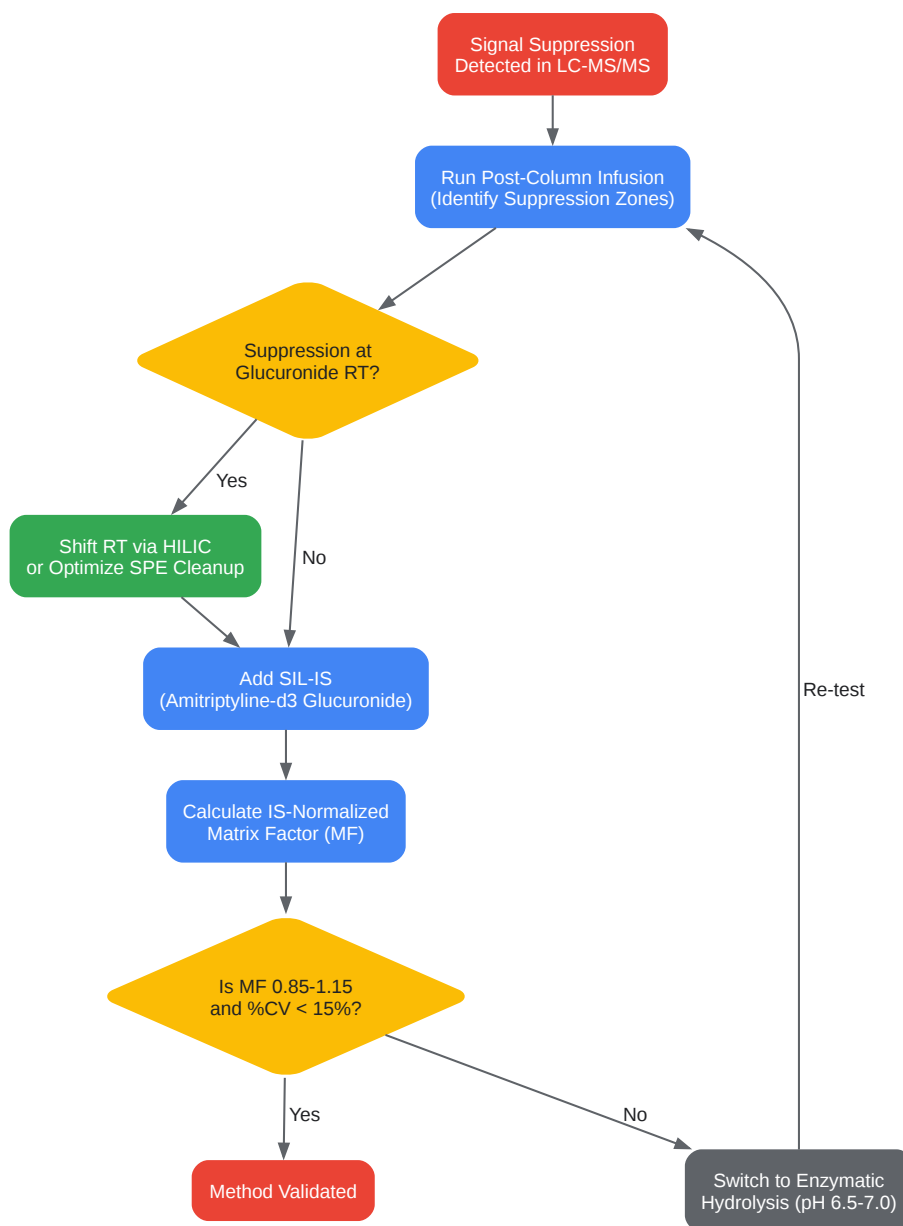 Signal Suppression
Detected in LC-MS/MS
Run Post-Column Infusion
(Identify Suppression Zones)
Suppression at
Glucuronide RT?
Yes
No
Shift RT via HILIC
or Optimize SPE Cleanup
Add SIL-IS
(Amitriptyline-d3 Glucuronide)
Re-test
Calculate IS-Normalized
Matrix Factor (MF)
Is MF 0.85-1.15
and %CV < 15%?
Yes
No
Method Validated
Switch to Enzymatic
Hydrolysis (pH 6.5-7.0)